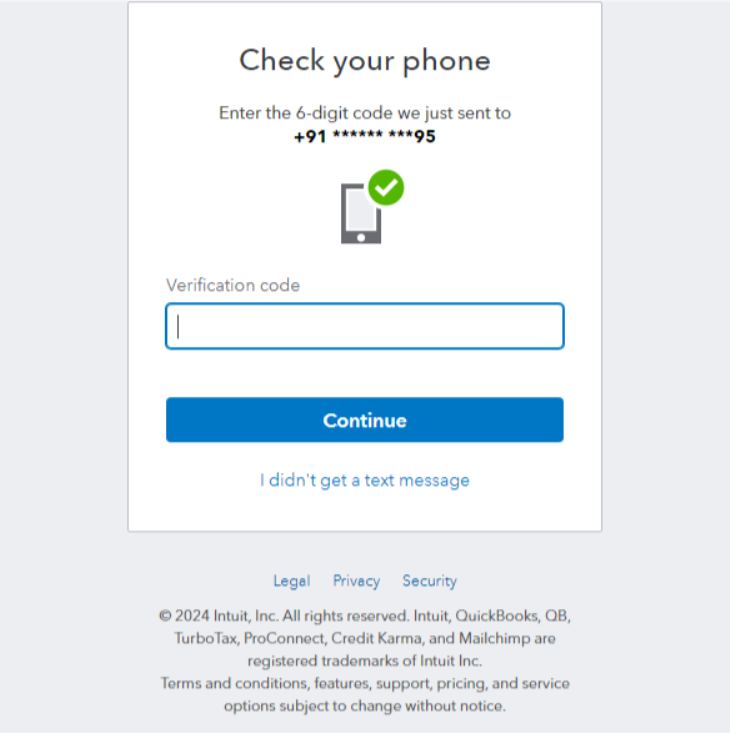 Check your phone
Enter the 6-digit code we just sent to
+91 ****** ***95
Verification code
Continue
I didn't get a text message
Legal Privacy Security
© 2024 Intuit, Inc. All rights reserved. Intuit, QuickBooks, QB,
TurboTax, ProConnect, Credit Karma, and Mailchimp are
registered trademarks of Intuit Inc.
Terms and conditions, features, support, pricing, and service
options subject to change without notice.